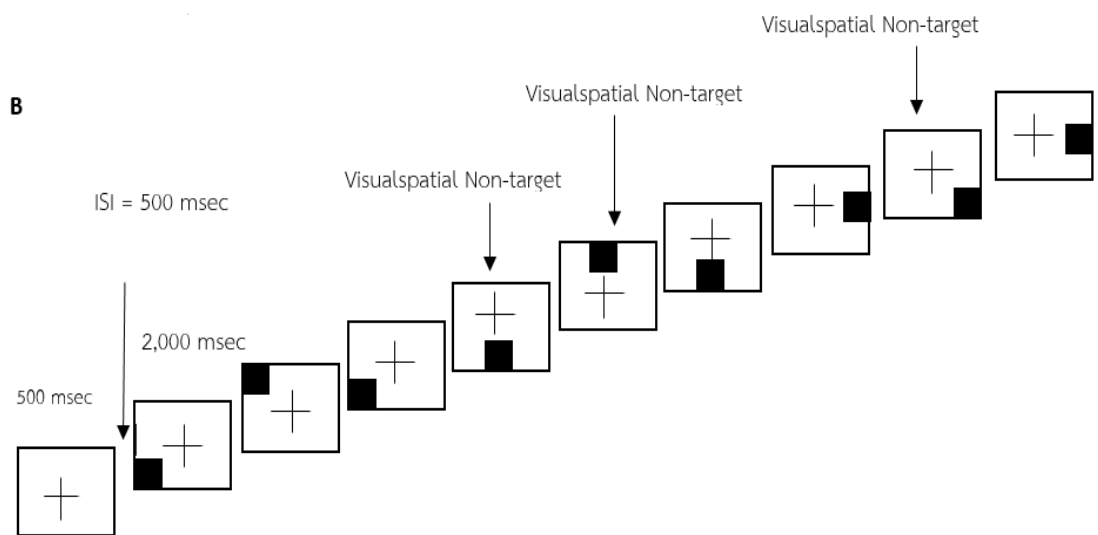 Visualspatial Non-target
Visualspatial Non-target
B
Visualspatial Non-target
ISI = 500 msec
2,000 msec
500 msec